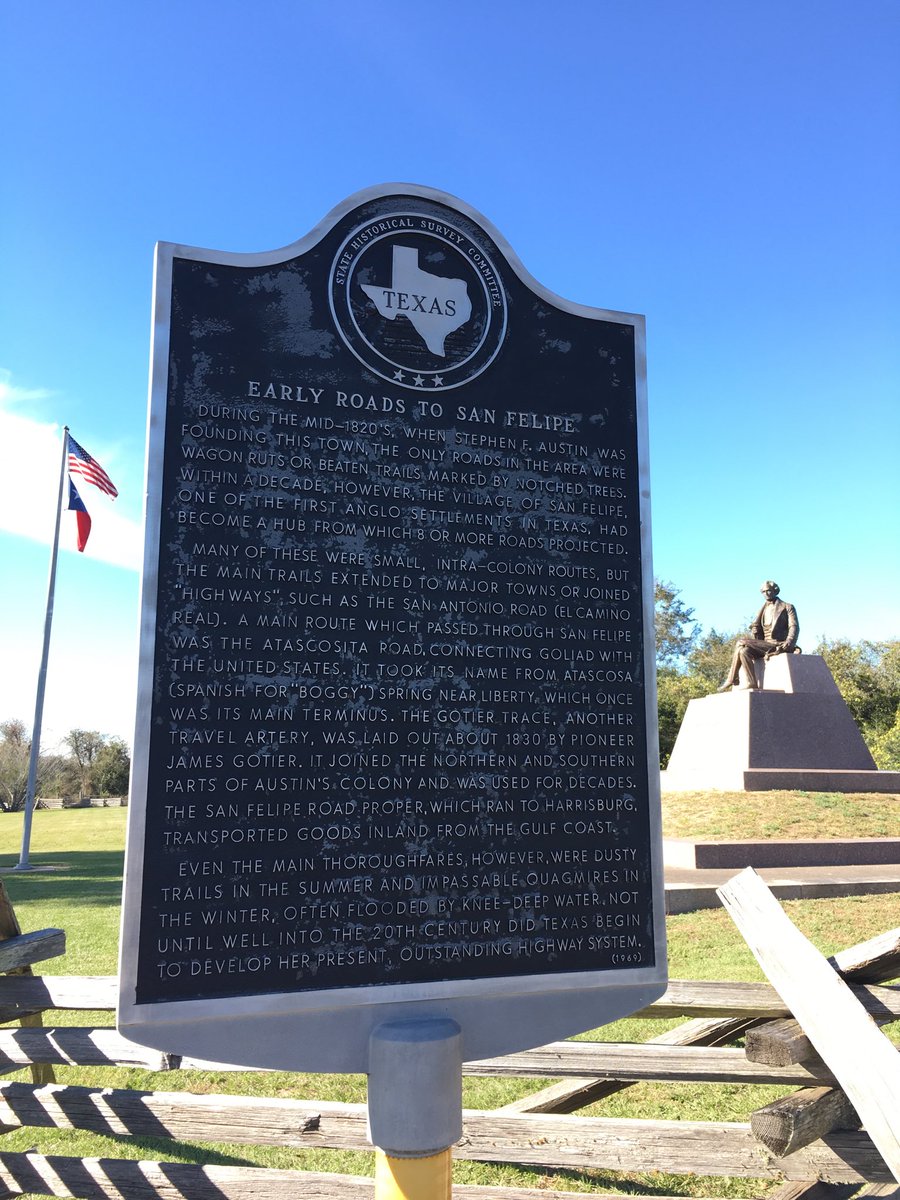 STATE HISTORICAL SURVEY COMMITTEE
TEXAS
EARLY ROADS TO SAN FELIPE
DURING THE MID-1820'S, WHEN STEPHEN F. AUSTIN WAS
FOUNDING THIS TOWN, THE ONLY ROADS IN THE AREA WERE
WAGON RUTS OR BEATEN TRAILS MARKED BY NOTCHED TREES.
WITHIN A DECADE, HOWEVER, THE VILLAGE OF SAN FELIPE,
ONE OF THE FIRST ANGLO SETTLEMENTS IN TEXAS, HAD
BECOME A HUB FROM WHICH 8 OR MORE ROADS PROJECTED.
MANY OF THESE WERE SMALL, INTRA-COLONY ROUTES, BUT
THE MAIN TRAILS EXTENDED TO MAJOR TOWNS OR JOINED
"HIGHWAYS" SUCH AS THE SAN ANTONIO ROAD (EL CAMINO
REAL). A MAIN ROUTE WHICH PASSED THROUGH SAN FELIPE
WAS THE ATASCOSITA ROAD, CONNECTING GOLIAD WITH
THE UNITED STATES. IT TOOK ITS NAME FROM ATASCOSA
(SPANISH FOR "BOGGY") SPRING NEAR LIBERTY, WHICH ONCE
WAS ITS MAIN TERMINUS. THE GOTIER TRACE, ANOTHER
TRAVEL ARTERY, WAS LAID OUT ABOUT 1830 BY PIONEER
JAMES GOTIER. IT JOINED THE NORTHERN AND SOUTHERN
PARTS OF AUSTIN'S COLONY AND WAS USED FOR DECADES.
THE SAN FELIPE ROAD PROPER, WHICH RAN TO HARRISBURG,
TRANSPORTED GOODS INLAND FROM THE GULF COAST.
EVEN THE MAIN THOROUGHFARES, HOWEVER, WERE DUSTY
TRAILS IN THE SUMMER AND IMPASSABLE QUAGMIRES IN
THE WINTER, OFTEN FLOODED BY KNEE-DEEP WATER. NOT
UNTIL WELL INTO THE 20TH CENTURY DID TEXAS BEGIN
TO DEVELOP HER PRESENT, OUTSTANDING HIGHWAY SYSTEM.
(1969)